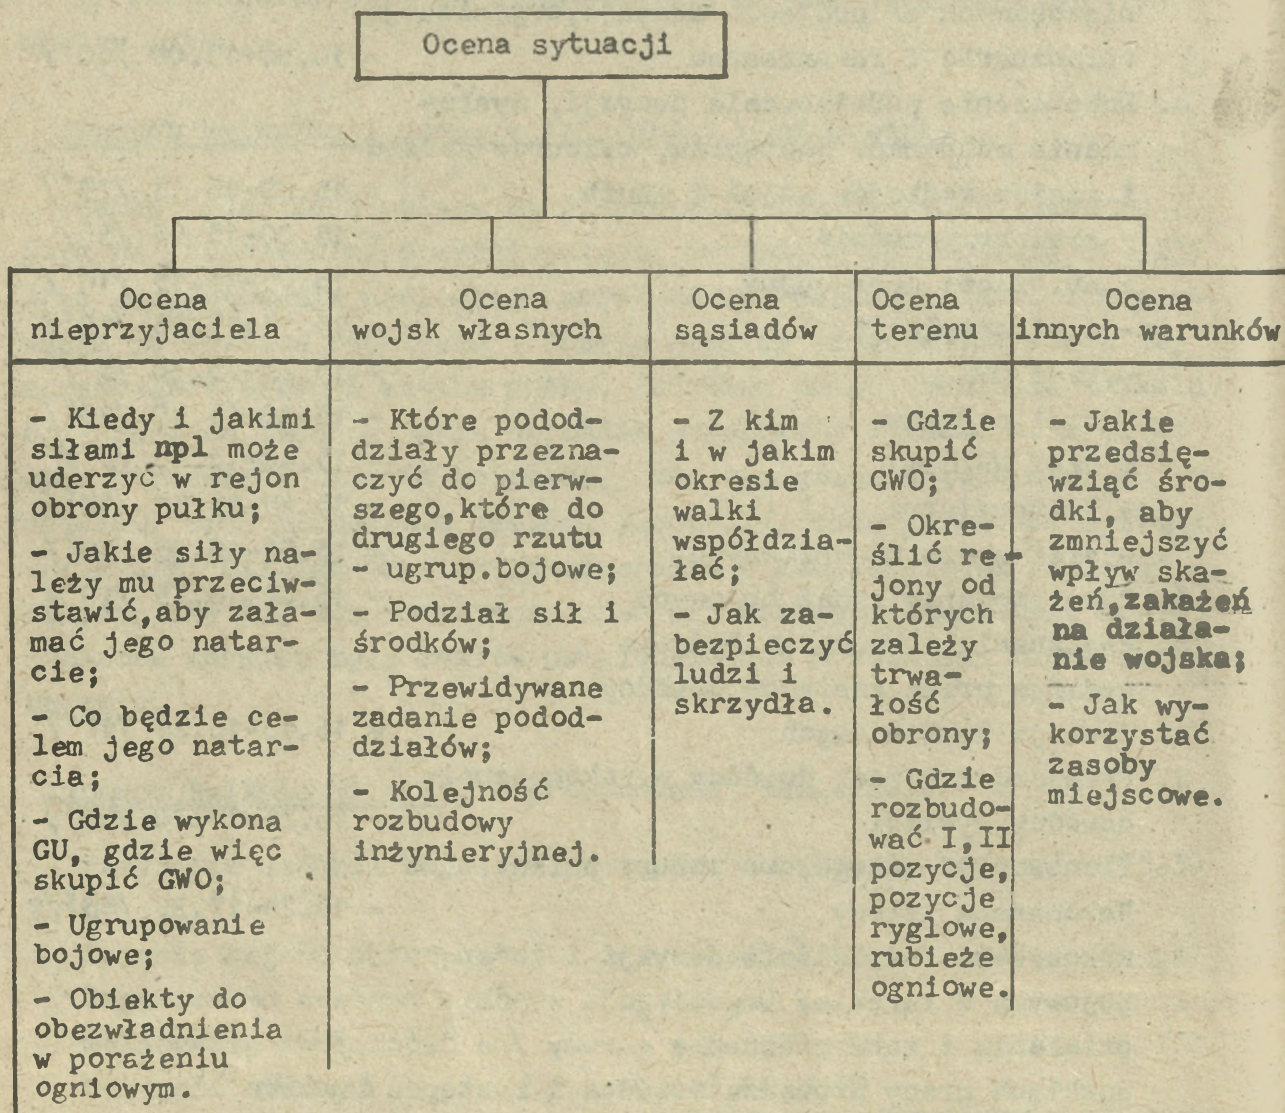 Ocena sytuacji
Ocena
nieprzyjaciela
Ocena
wojsk własnych
Ocena
sąsiadów
Ocena
terenu
Ocena
innych warunków
- Kiedy i jakimi
siłami npl może
uderzyć w rejon
obrony pułku;
- Jakie siły na-
leży mu przeciw-
stawić,aby zała-
mać jego natar-
cie;
- Co będzie ce-
lem jego natar-
cia;
- Gdzie wykona
GU, gdzie więc
skupić GWO;
- Ugrupowanie
bojowe;
- Obiekty do
obezwładnienia
w porażeniu
ogniowym.
- Które podod-
działy przezna-
czyć do pierw-
szego,które do
drugiego rzutu
- ugrup.bojowe;
- Podział sił i
środków;
- Przewidywane
zadanie podod-
działów;
- Kolejność
rozbudowy
inżynieryjnej.
- Z kim
i w jakim
okresie
walki
współdzia-
łać;
- Jak za-
bezpieczyć
ludzi i
skrzydła.
- Gdzie
skupić
GWO;
- Okre-
ślić re-
jony od
których
zależy
trwa-
łość
obrony;
- Gdzie
rozbudo-
wać I,II
pozycje,
pozycje
ryglowe,
rubieże
ogniowe.
- Jakie
przedsię-
wziąć śro-
dki, aby
zmniejszyć
wpływ ska-
żeń,zakażeń
na działa-
nie wojska;
- Jak wy-
korzystać
zasoby
miejscowe.